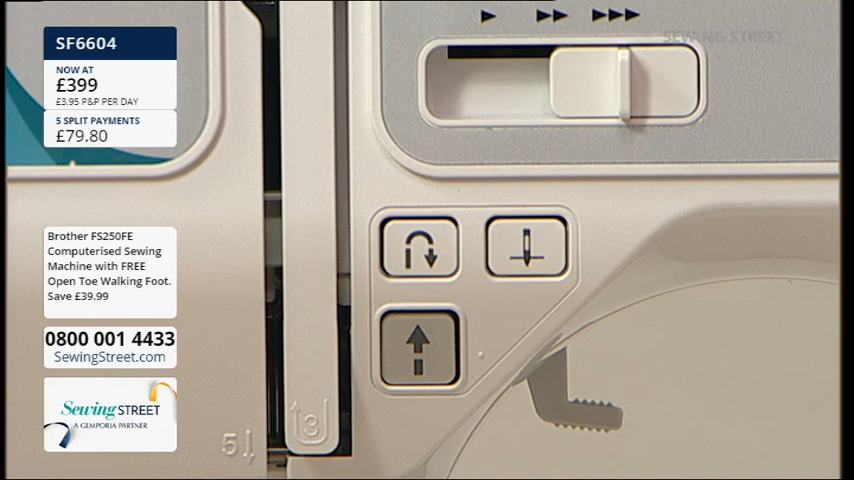 SF6604
NOW AT
£399
£3.95 P&P PER DAY
5 SPLIT PAYMENTS
£79.80
Brother FS250FE
Computerised Sewing
Machine with FREE
Open Toe Walking Foot.
Save £39.99
0800 001 4433
SewingStreet.com
Sewing STREET
A GEMPORIA PARTNER
SEWING STREET
5
3